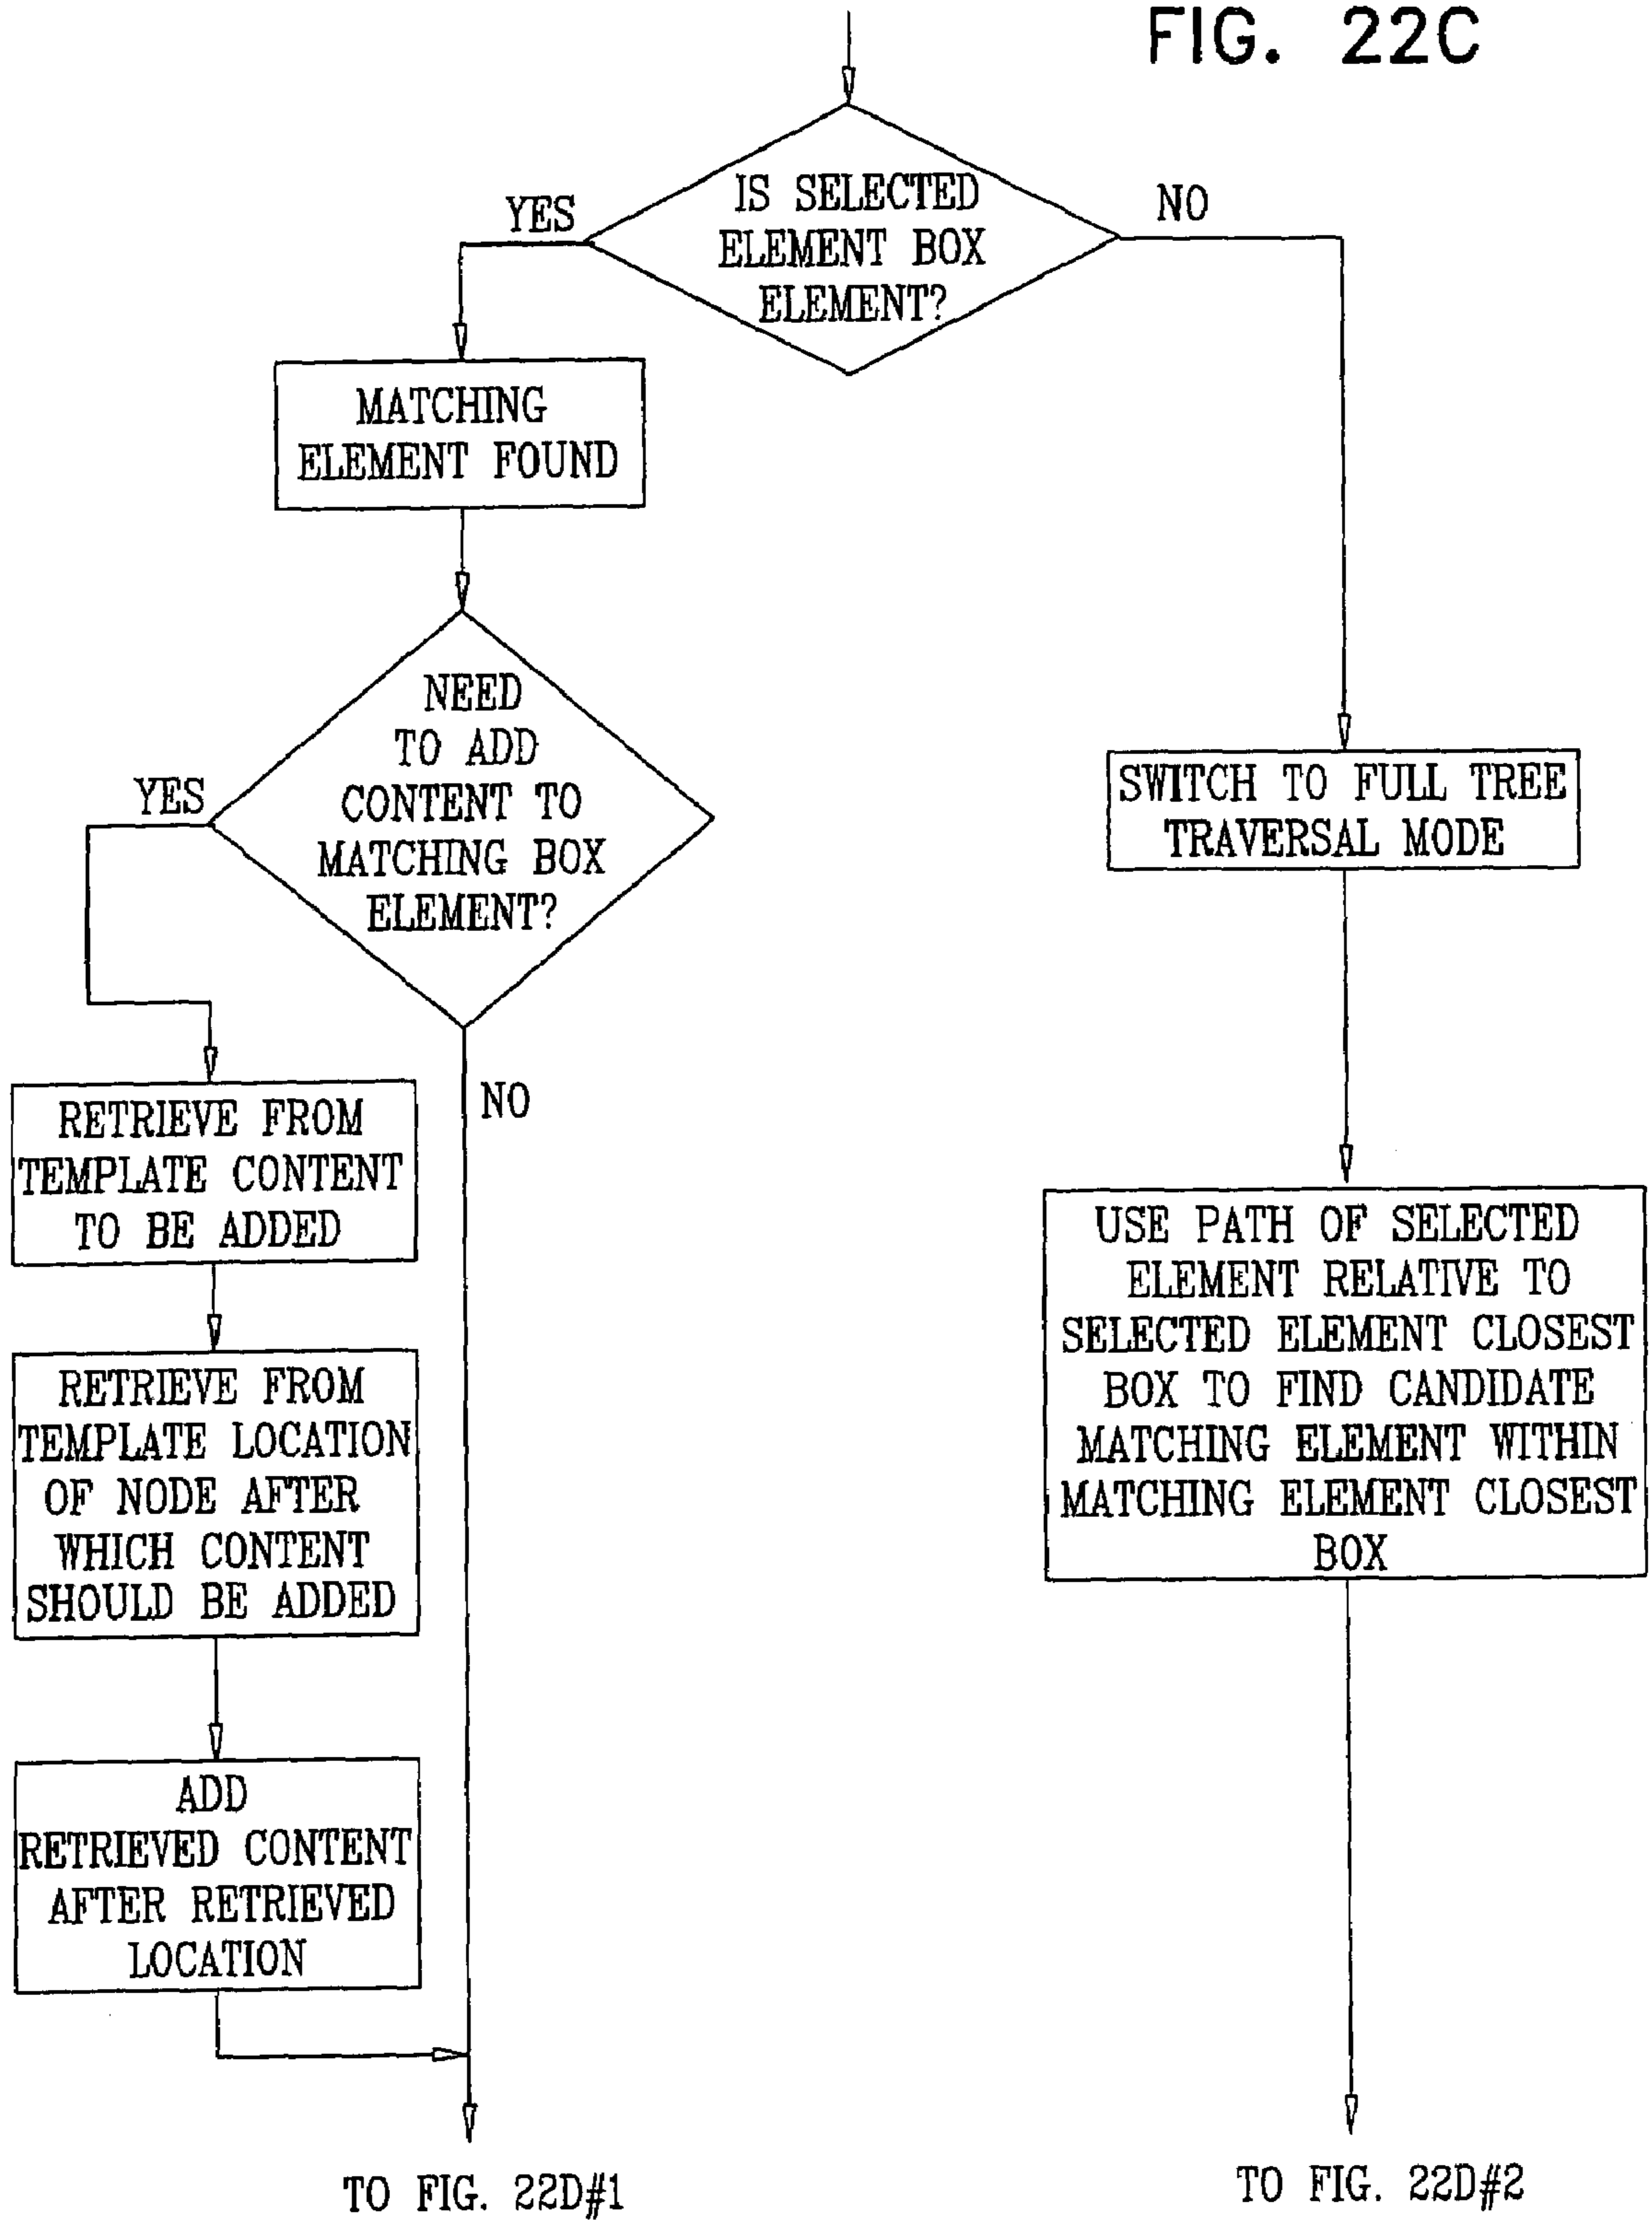 FIG. 22C
IS SELECTED
ELEMENT BOX
ELEMENT?
YES
NO
MATCHING
ELEMENT FOUND
NEED
TO ADD
CONTENT TO
MATCHING BOX
ELEMENT?
YES
NO
RETRIEVE FROM
TEMPLATE CONTENT
TO BE ADDED
RETRIEVE FROM
TEMPLATE LOCATION
OF NODE AFTER
WHICH CONTENT
SHOULD BE ADDED
ADD
RETRIEVED CONTENT
AFTER RETRIEVED
LOCATION
TO FIG. 22D#1
SWITCH TO FULL TREE
TRAVERSAL MODE
USE PATH OF SELECTED
ELEMENT RELATIVE TO
SELECTED ELEMENT CLOSEST
BOX TO FIND CANDIDATE
MATCHING ELEMENT WITHIN
MATCHING ELEMENT CLOSEST
BOX
TO FIG. 22D#2